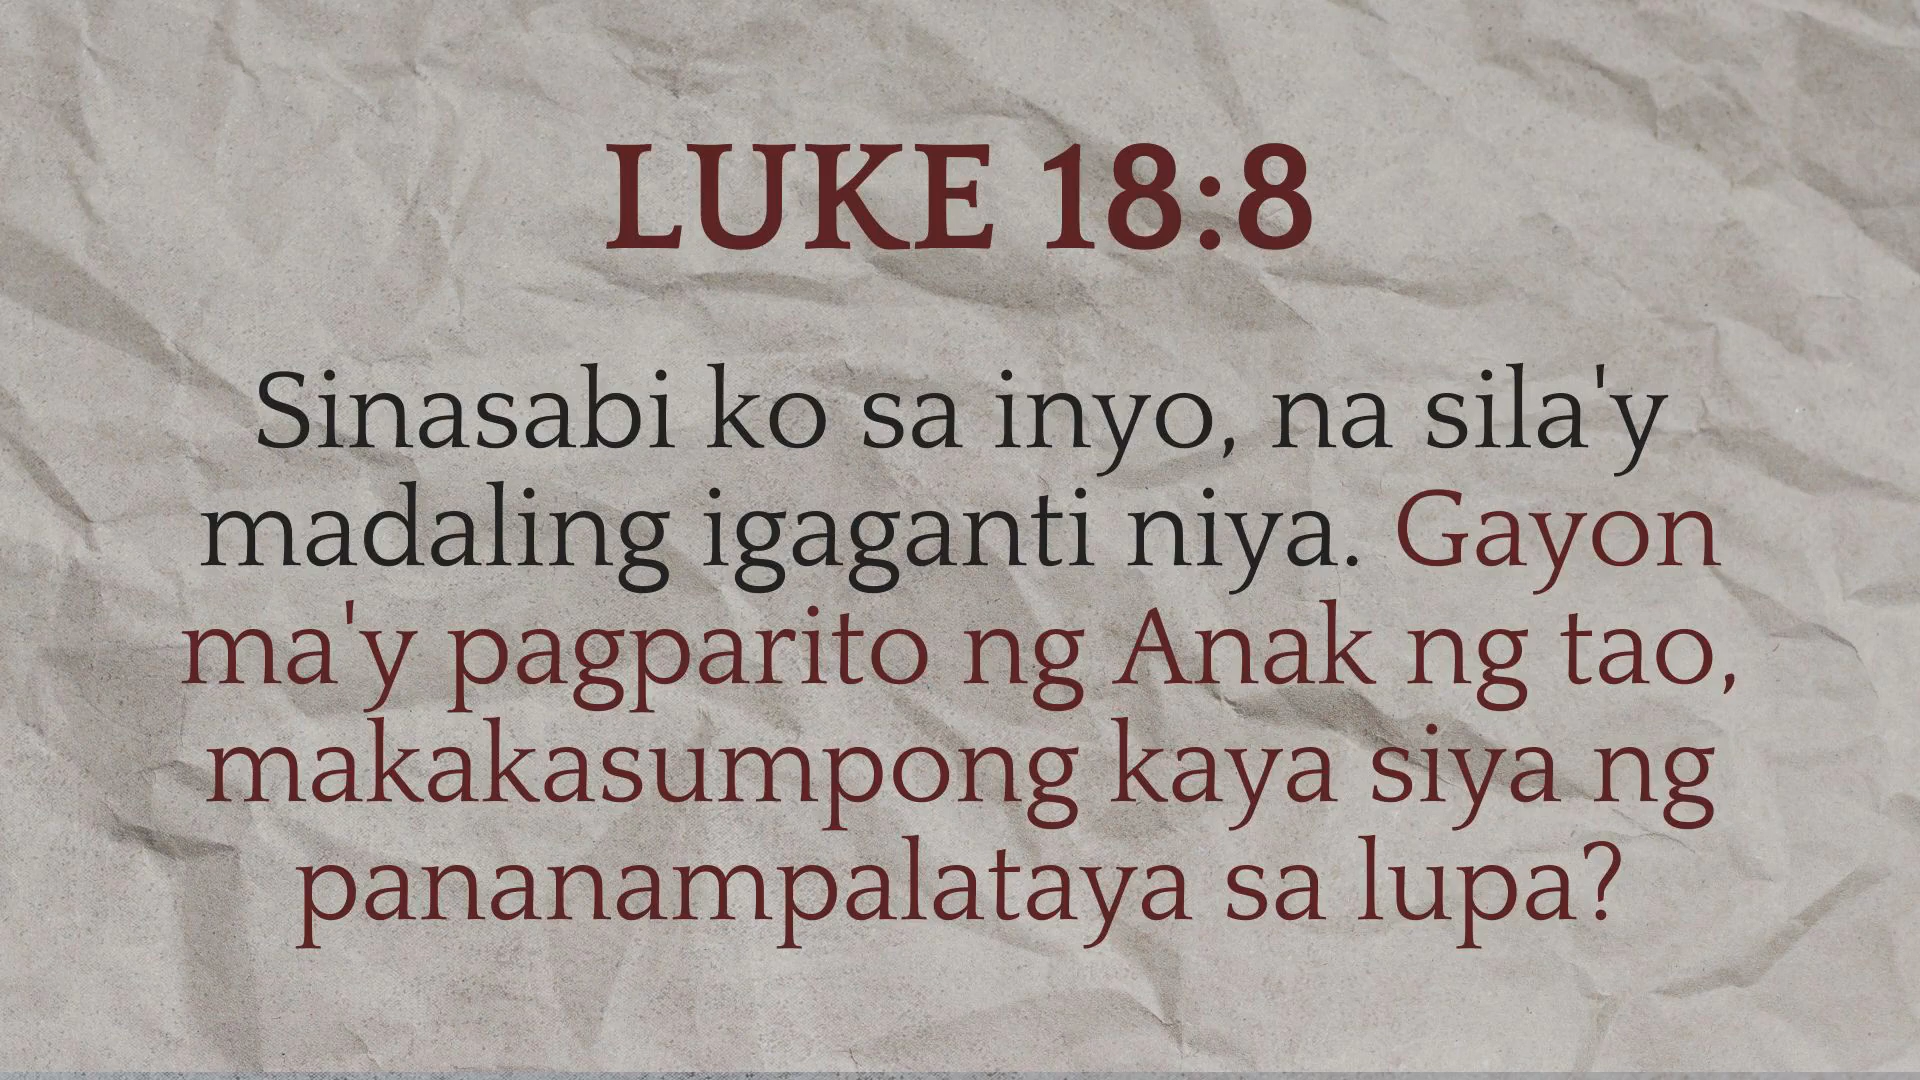 LUKE 18:8
Sinasabi ko sa inyo, na sila'y
madaling igaganti niya. Gayon
ma'y pagparito ng Anak ng tao,
makakasumpong kaya siya ng
pananampalataya sa lupa?